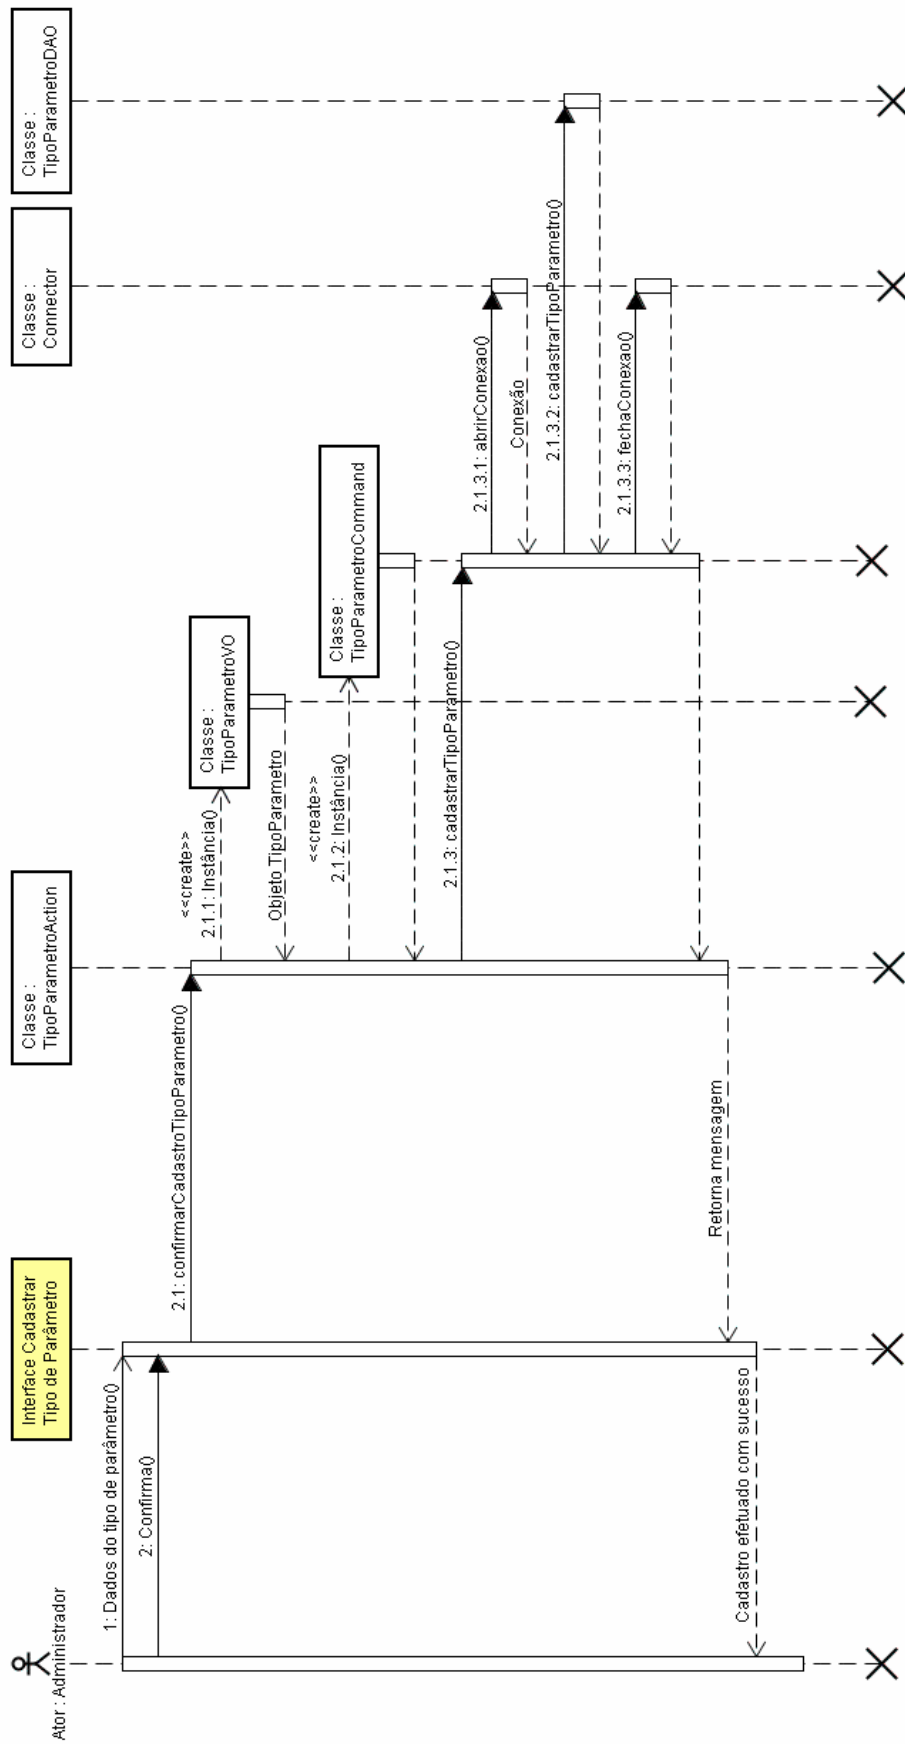 Ator : Administrador
Interface Cadastrar
Tipo de Parâmetro
Classe :
TipoParametroAction
Classe :
TipoParametroVO
Classe :
TipoParametroCommand
Classe :
Connector
Classe :
TipoParametroDAO
1: Dados do tipo de parâmetro()
2: Confirma()
2.1: confirmarCadastroTipoParametro()
<<create>>
2.1.1: Instância()
Objeto TipoParametro
<<create>>
2.1.2: Instância()
2.1.3: cadastrarTipoParametro()
2.1.3.1: abrirConexao()
Conexão
2.1.3.2: cadastrarTipoParametro()
2.1.3.3: fechaConexao()
Retorna mensagem
Cadastro efetuado com sucesso